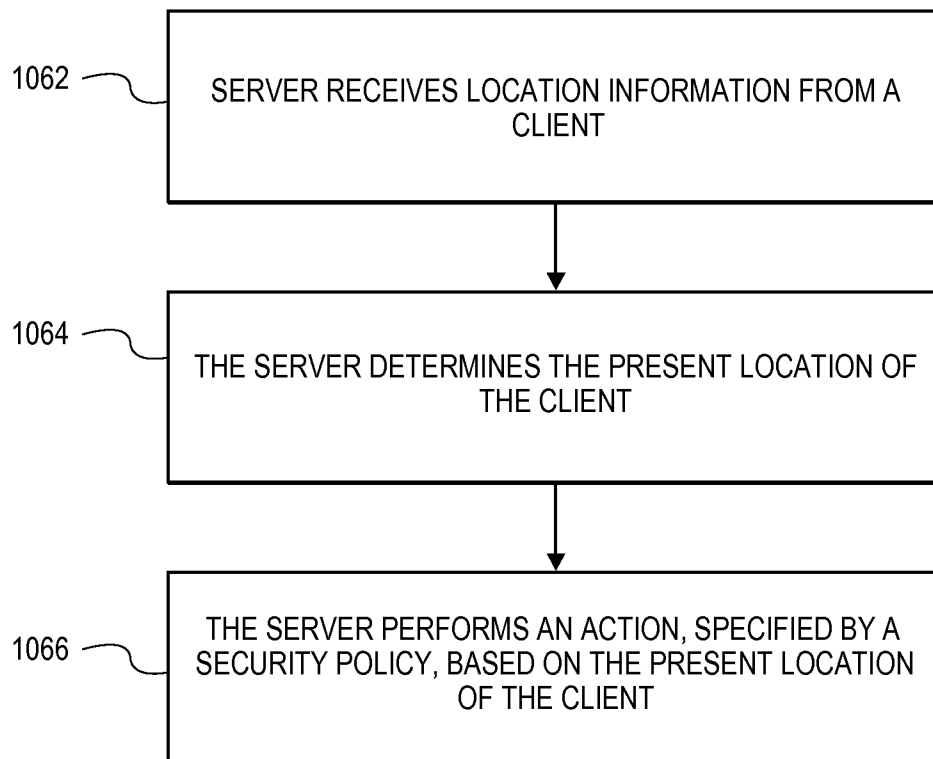 1062
SERVER RECEIVES LOCATION INFORMATION FROM A
CLIENT
1064
THE SERVER DETERMINES THE PRESENT LOCATION OF
THE CLIENT
1066
THE SERVER PERFORMS AN ACTION, SPECIFIED BY A
SECURITY POLICY, BASED ON THE PRESENT LOCATION
OF THE CLIENT